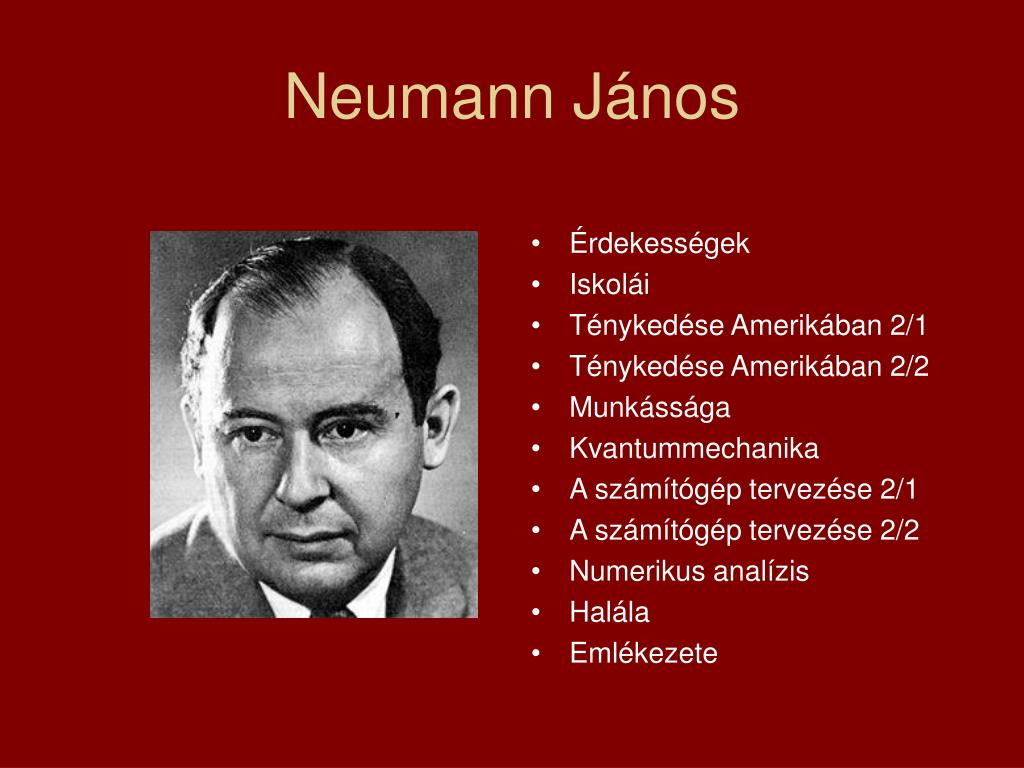 Neumann János
• Érdekességek
• Iskolái
• Ténykedése Amerikában 2/1
• Ténykedése Amerikában 2/2
• Munkássága
• Kvantummechanika
• A számítógép tervezése 2/1
• A számítógép tervezése 2/2
• Numerikus analízis
• Halála
• Emlékezete